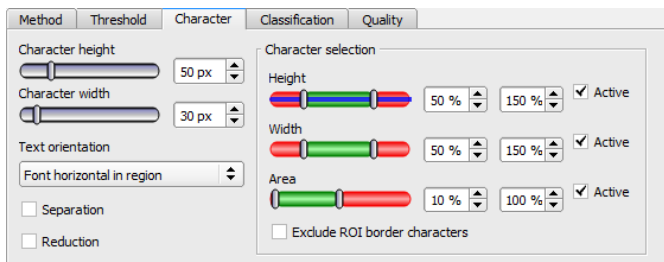 Method Threshold Character Classification Quality
Character height
50 px
Character width
30 px
Text orientation
Font horizontal in region
Separation
Reduction
Character selection
Height
50 % 150 % Active
Width
50 % 150 % Active
Area
10 % 100 % Active
Exclude ROI border characters